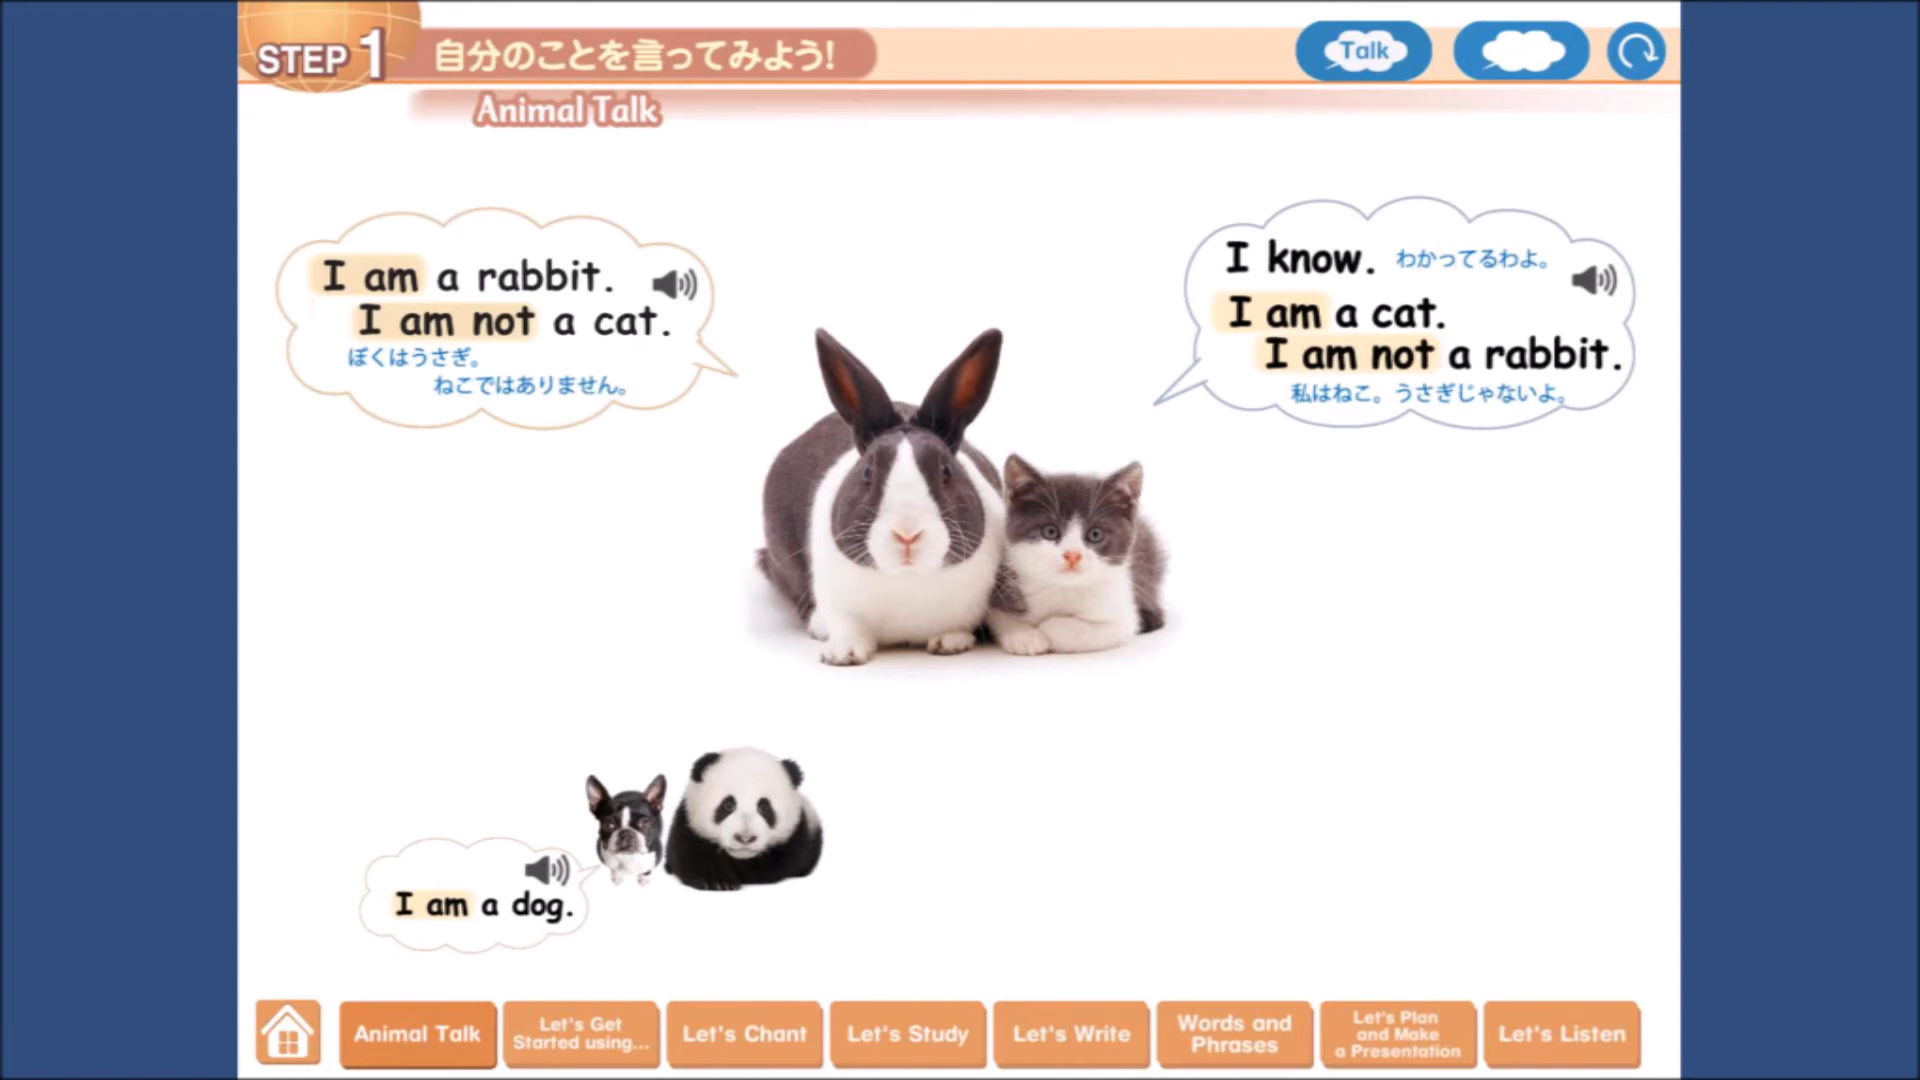 STEP 1
自分のことを言ってみよう!
Talk
Animal Talk
I am a rabbit.
I am not a cat.
ぼくはうさぎ。
ねこではありません。
I know. わかってるわよ。
I am a cat.
I am not a rabbit.
私はねこ。うさぎじゃないよ。
I am a dog.
Animal Talk
Let's Get
Started using...
Let's Chant
Let's Study
Let's Write
Words and
Phrases
Let's Plan
and Make
a Presentation
Let's Listen